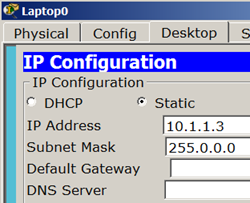 Laptop0
Physical Config Desktop S
IP Configuration
IP Configuration
DHCP Static
IP Address 10.1.1.3
Subnet Mask 255.0.0.0
Default Gateway
DNS Server